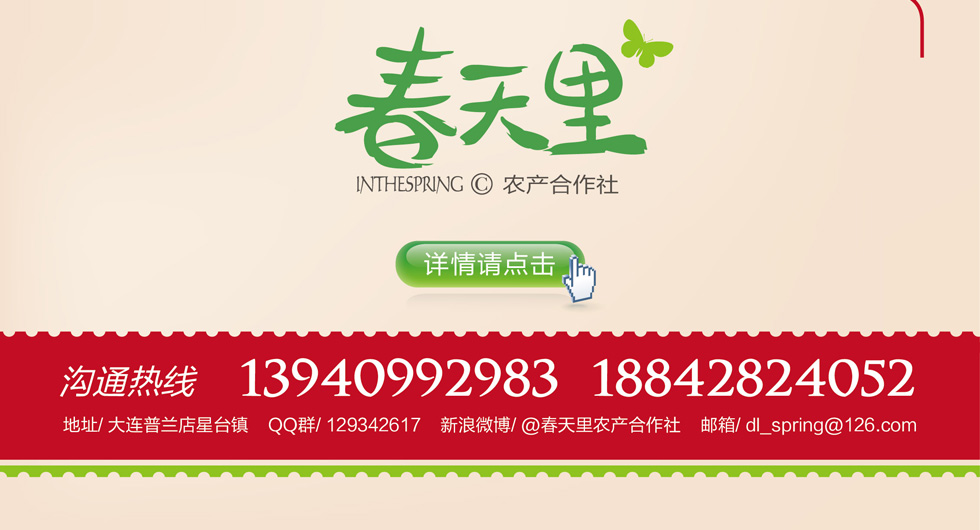 春天里
INTHESPRING © 农产合作社
详情请点击
沟通热线 13940992983 18842824052
地址/ 大连普兰店星台镇 QQ群/ 129342617 新浪微博/ @春天里农产合作社 邮箱/ dl_spring@126.com